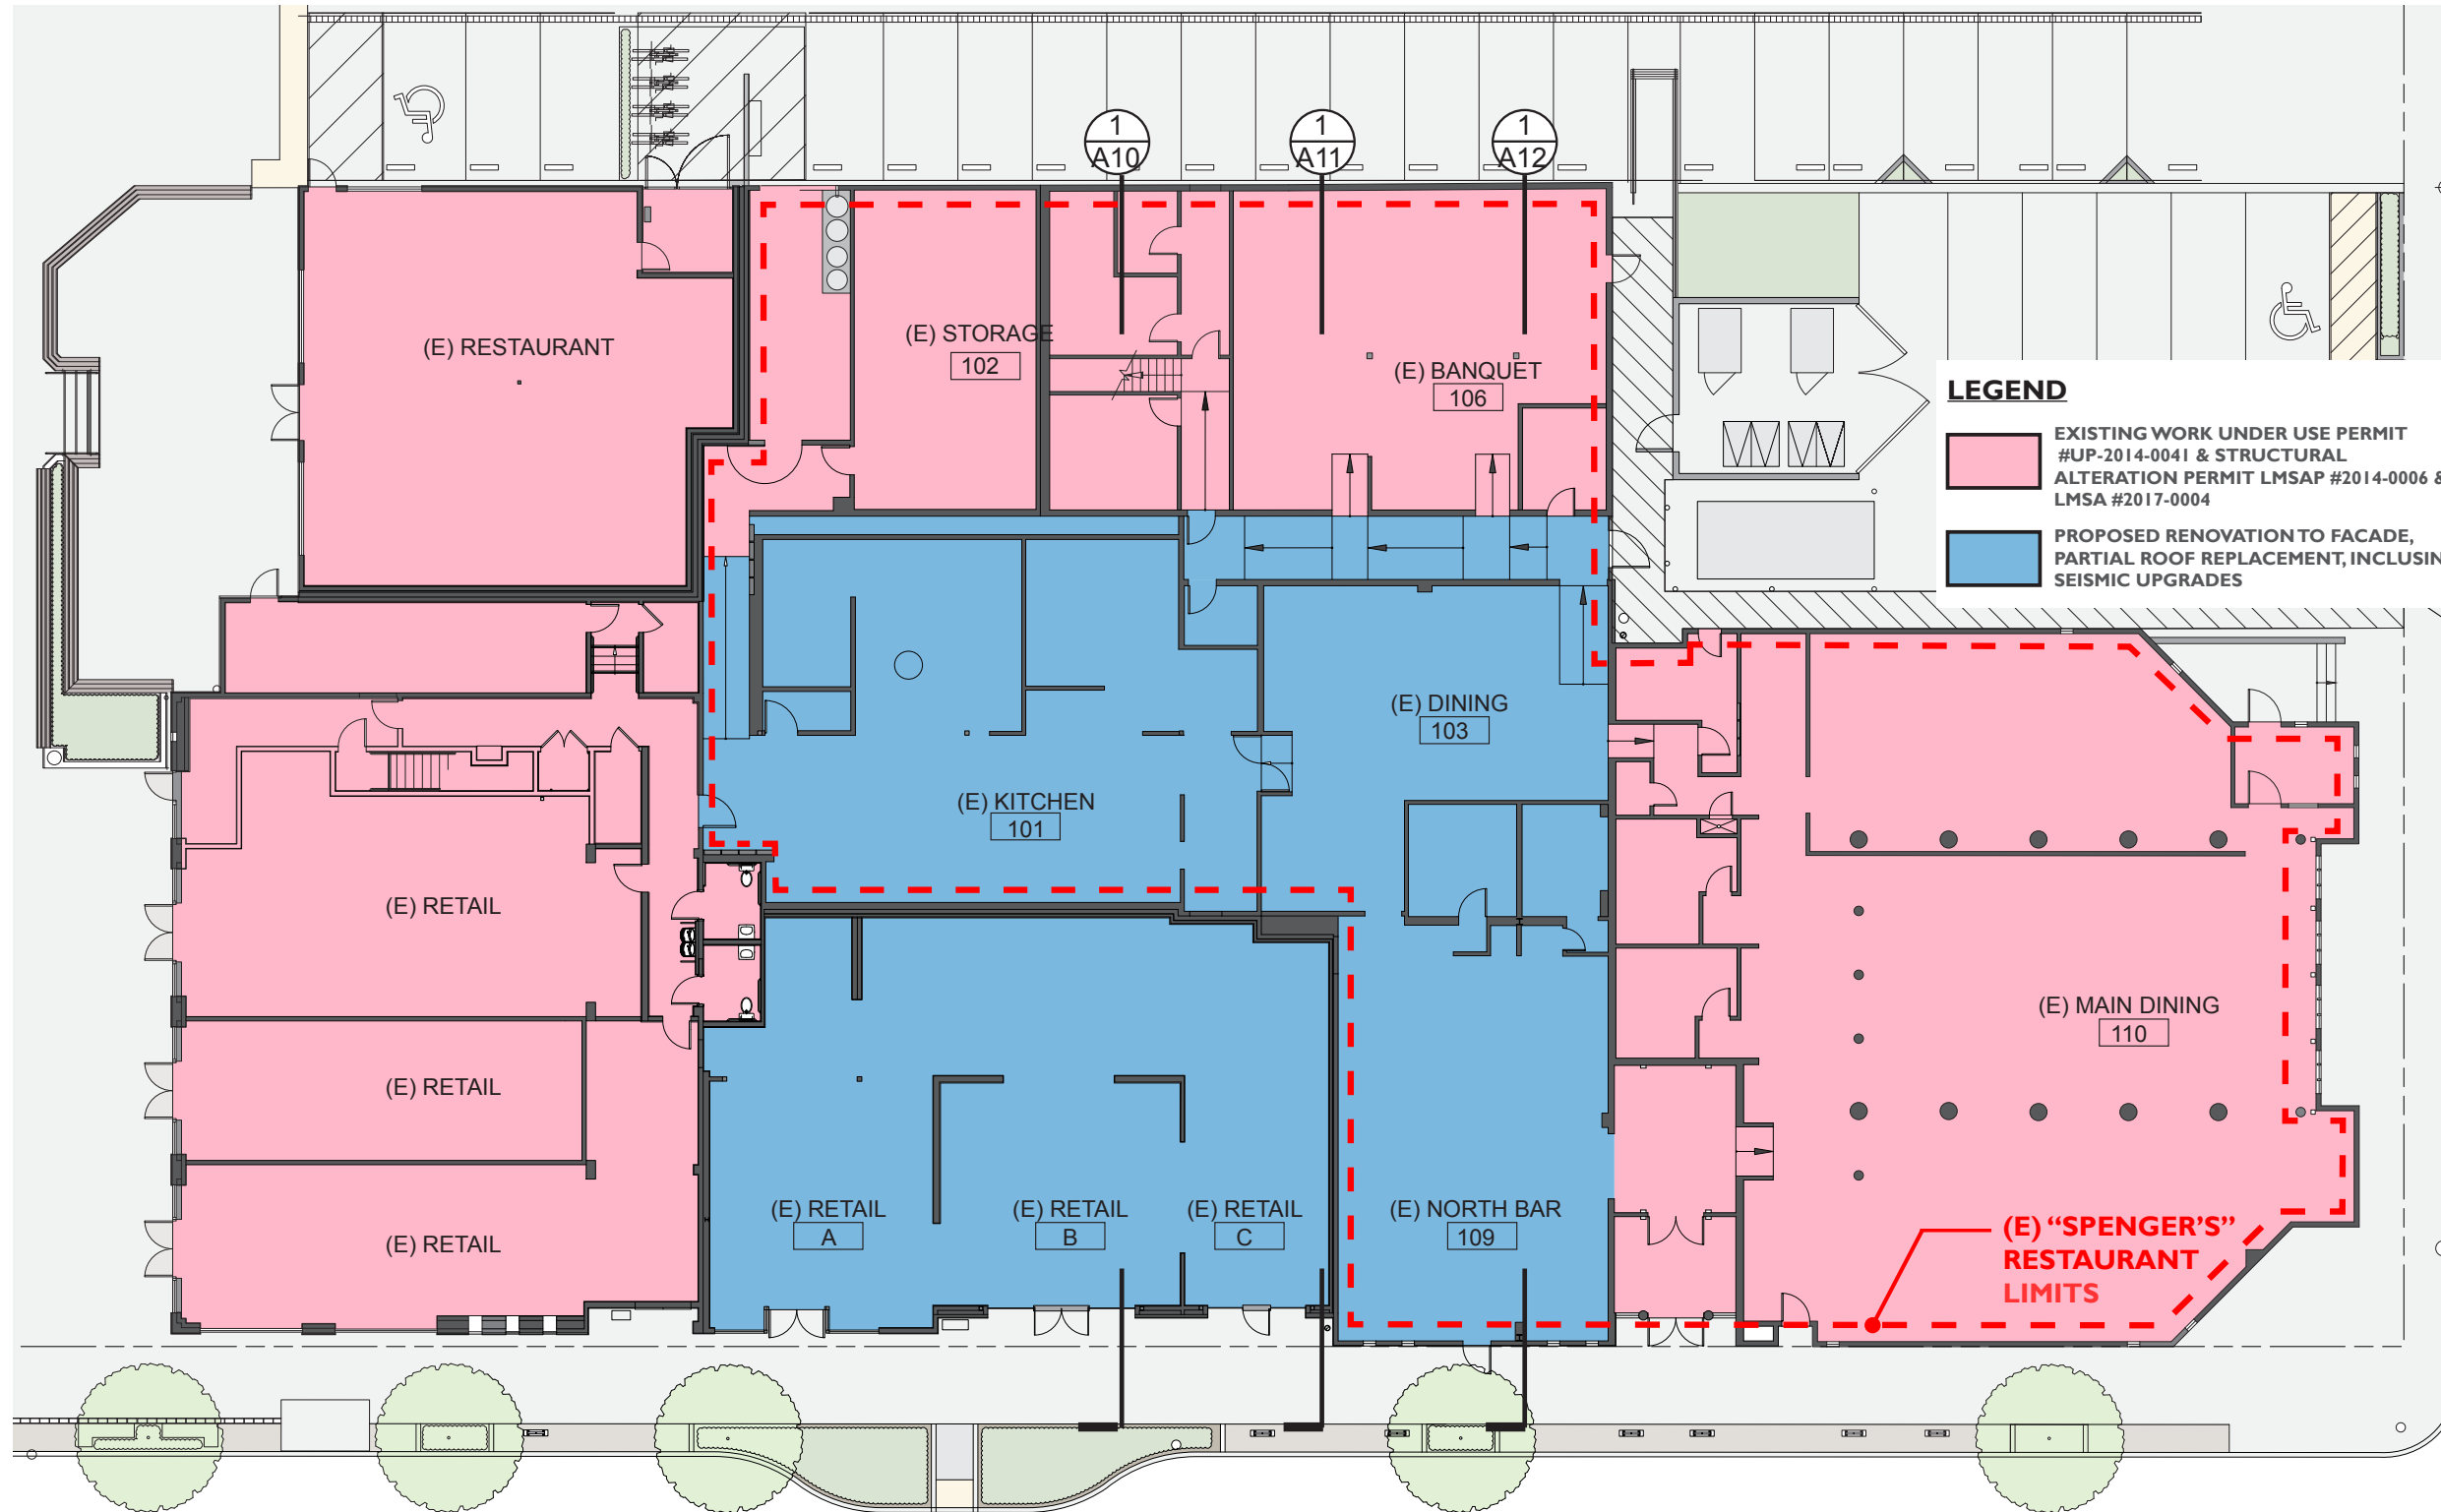 1
A10
1
A11
1
A12
(E) RESTAURANT
(E) STORAGE
102
(E) BANQUET
106
LEGEND
EXISTING WORK UNDER USE PERMIT
#UP-2014-0041 & STRUCTURAL
ALTERATION PERMIT LMSAP #2014-0006 &
LMSA #2017-0004
PROPOSED RENOVATION TO FACADE,
PARTIAL ROOF REPLACEMENT, INCLUSIN
SEISMIC UPGRADES
(E) DINING
103
(E) KITCHEN
101
(E) RETAIL
(E) MAIN DINING
110
(E) RETAIL
(E) RETAIL
(E) RETAIL
A
(E) RETAIL
B
(E) RETAIL
C
(E) NORTH BAR
109
(E) “SPENGER’S”
RESTAURANT
LIMITS